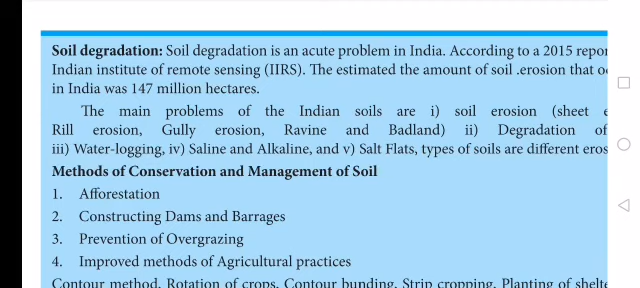 Soil degradation: Soil degradation is an acute problem in India. According to a 2015
Indian institute of remote sensing (IIRS). The estimated the amount of soil .erosion that
in India was 147 million hectares.
The main problems of the Indian soils are i) soil erosion (sheet
Rill erosion, Gully erosion, Ravine and Badland) ii) Degradation of
iii) Water-logging, iv) Saline and Alkaline, and v) Salt Flats, types of soils are different
Methods of Conservation and Management of Soil
1. Afforestation
2. Constructing Dams and Barrages
3. Prevention of Overgrazing
4. Improved methods of Agricultural practices
Contour method, Rotation of crops, Contour bunding, Strip cropping, Planting of